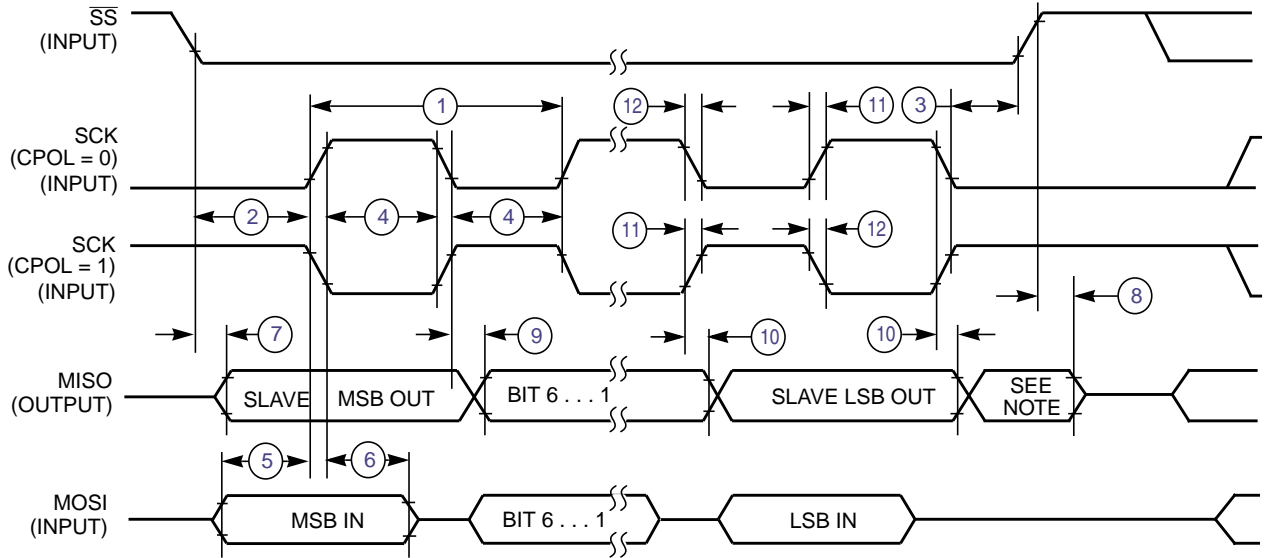 SS
(INPUT)
1
12
11
3
SCK
(CPOL = 0)
(INPUT)
2
4
4
11
12
SCK
(CPOL = 1)
(INPUT)
7
9
10
10
8
MISO
(OUTPUT)
SLAVE MSB OUT
BIT 6 . . . 1
SLAVE LSB OUT
SEE
NOTE
5
6
MOSI
(INPUT)
MSB IN
BIT 6 . . . 1
LSB IN